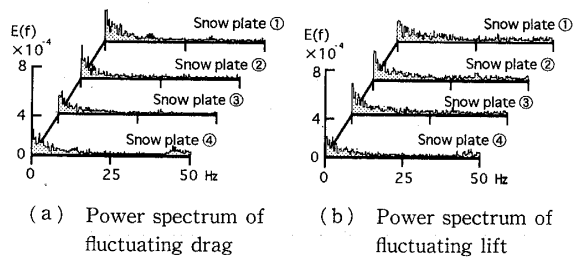 E(f)
×10⁻⁴
8
4
0
0
25
50
Hz
Snow plate ①
Snow plate ②
Snow plate ③
Snow plate ④
(a) Power spectrum of
fluctuating drag
E(f)
×10⁻⁴
8
4
0
0
25
50
Hz
Snow plate ①
Snow plate ②
Snow plate ③
Snow plate ④
(b) Power spectrum of
fluctuating lift